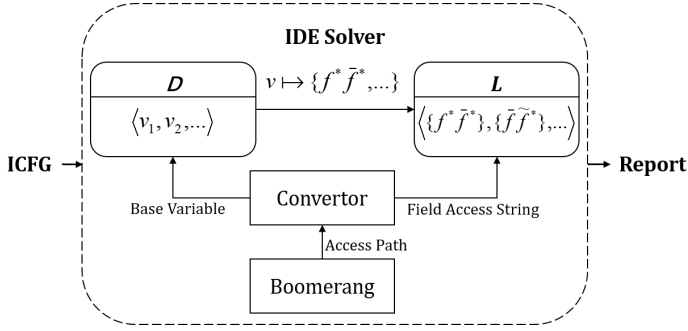 IDE Solver
D
v ↦ {f* f̄*,...}
L
⟨v₁, v₂,...⟩
⟨{f* f̄*},{f̄ f̃*},...⟩
ICFG
Report
Base Variable
Convertor
Field Access String
Access Path
Boomerang